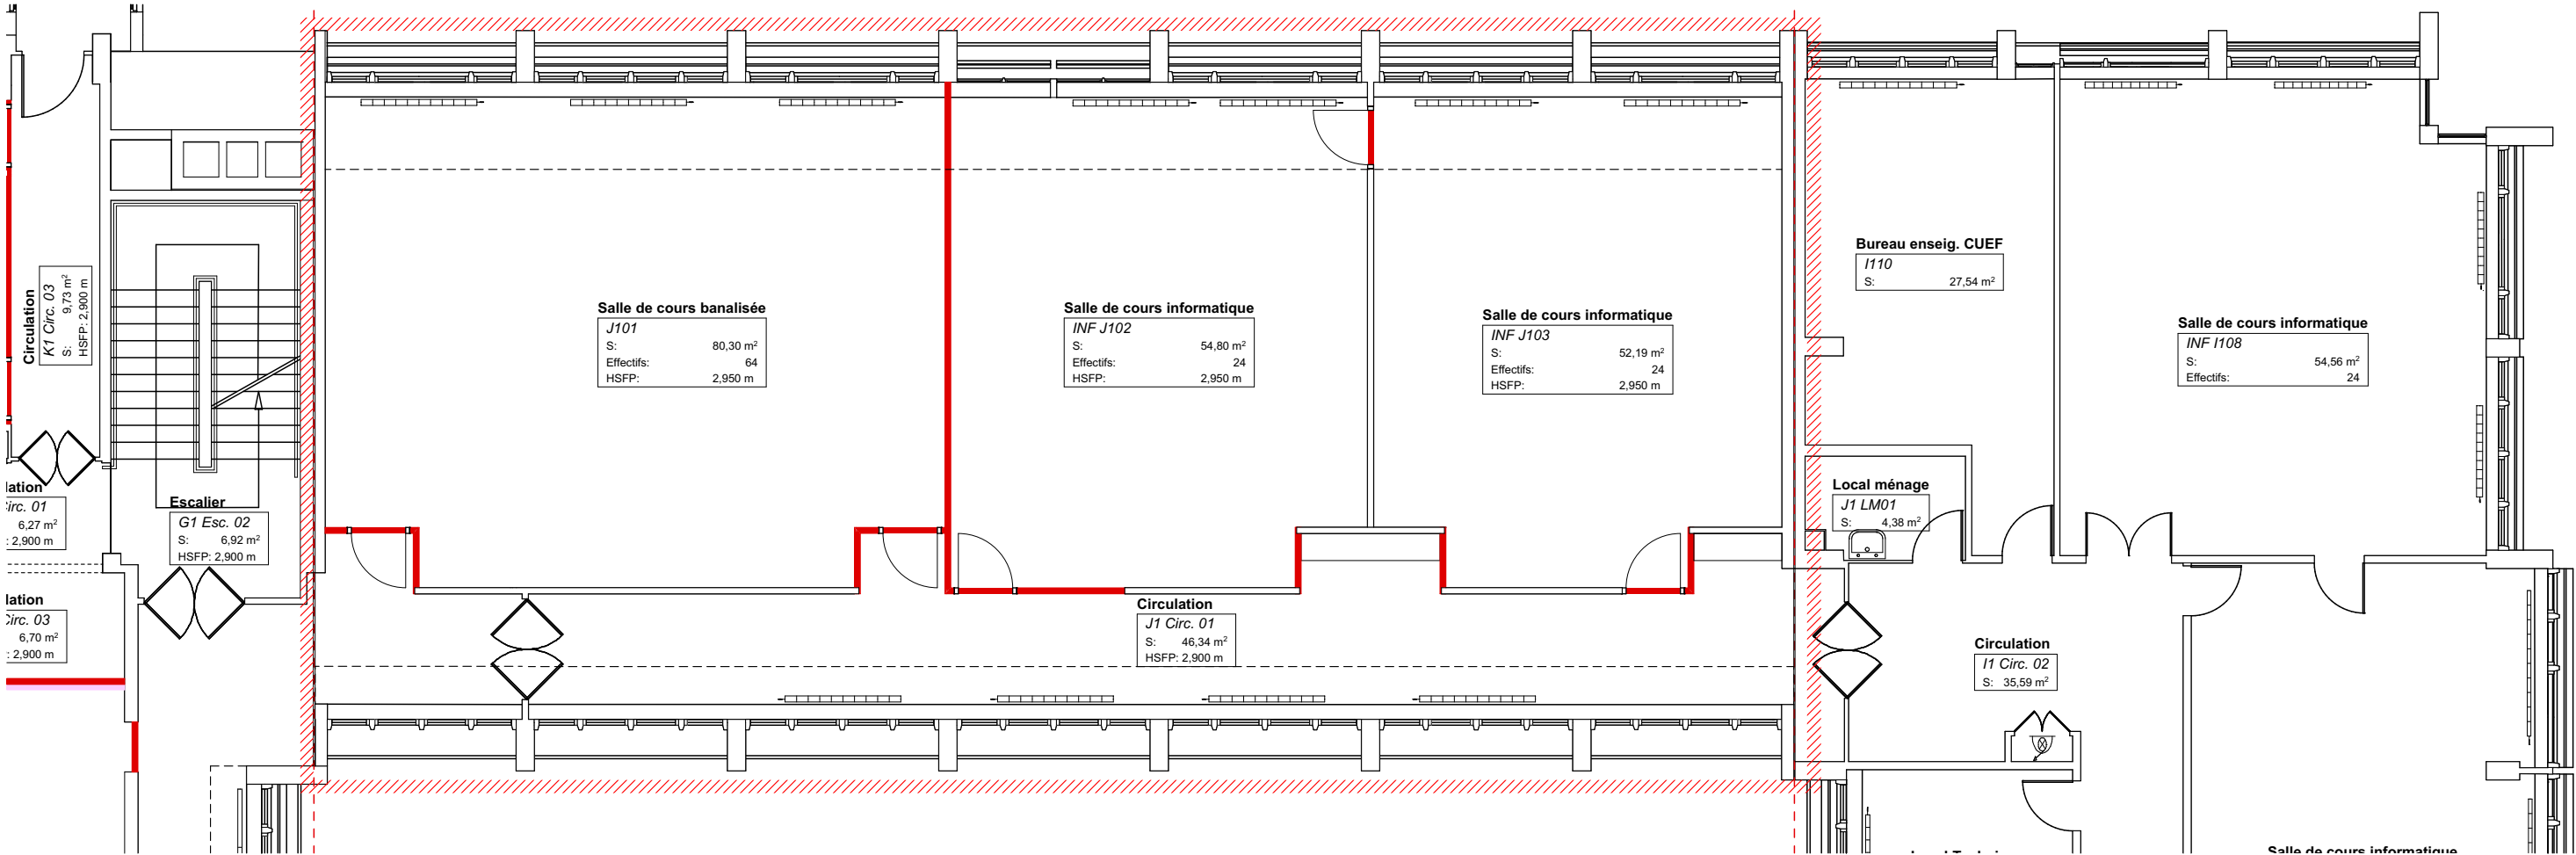 Circulation
K1 Circ. 03
S: 9,73 m²
HSFP: 2,900 m
lation
Circ. 01
6,27 m²
: 2,900 m
lation
Circ. 03
6,70 m²
: 2,900 m
Escalier
G1 Esc. 02
S: 6,92 m²
HSFP: 2,900 m
Salle de cours banalisée
J101
S: 80,30 m²
Effectifs: 64
HSFP: 2,950 m
Salle de cours informatique
INF J102
S: 54,80 m²
Effectifs: 24
HSFP: 2,950 m
Salle de cours informatique
INF J103
S: 52,19 m²
Effectifs: 24
HSFP: 2,950 m
Circulation
J1 Circ. 01
S: 46,34 m²
HSFP: 2,900 m
Bureau enseig. CUEF
I110
S: 27,54 m²
Salle de cours informatique
INF I108
S: 54,56 m²
Effectifs: 24
Local ménage
J1 LM01
S: 4,38 m²
Circulation
I1 Circ. 02
S: 35,59 m²
Salle de cours informatique